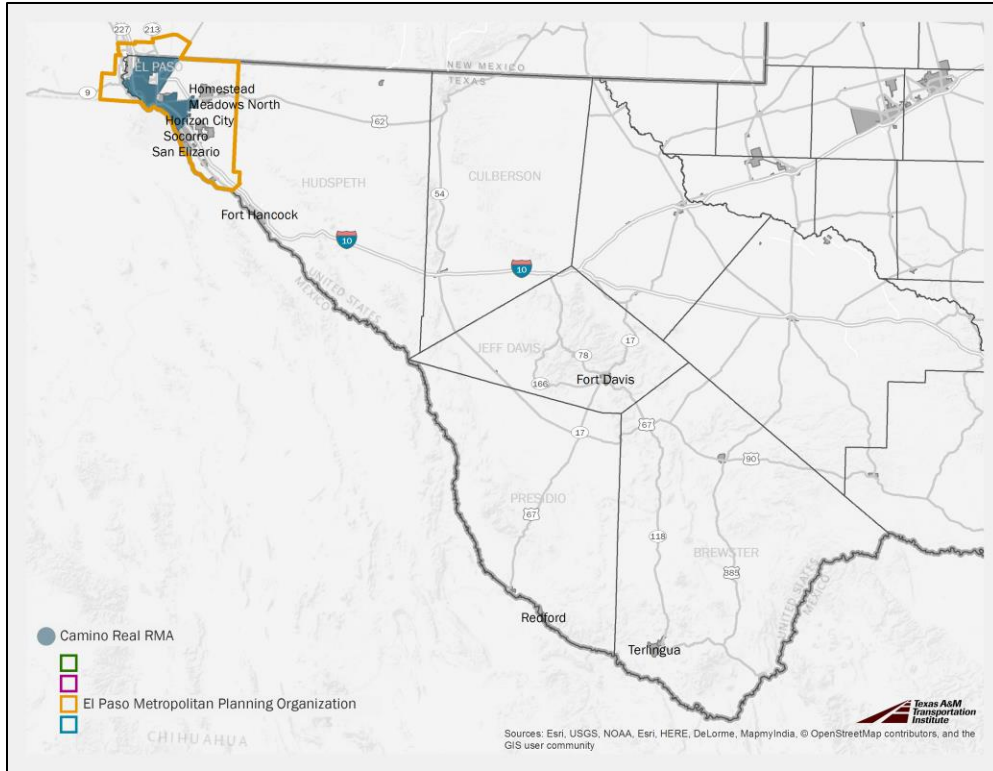 227
213
EL PASO
NEW MEXICO
TEXAS
9
Homestead
Meadows North
62
Horizon City
Socorro
San Elizario
HUDSPETH
CULBERSON
54
Fort Hancock
10
10
UNITED STATES
MEXICO
JEFF DAVIS
78
17
166
Fort Davis
67
17
90
PRESIDIO
67
118
BREWSTER
385
UNITED STATES
MEXICO
Redford
Terlingua
Camino Real RMA
El Paso Metropolitan Planning Organization
CHIHUAHUA
Texas A&M
Transportation
Institute
Sources: Esri, USGS, NOAA, Esri, HERE, DeLorme, MapmyIndia, © OpenStreetMap contributors, and the
GIS user community